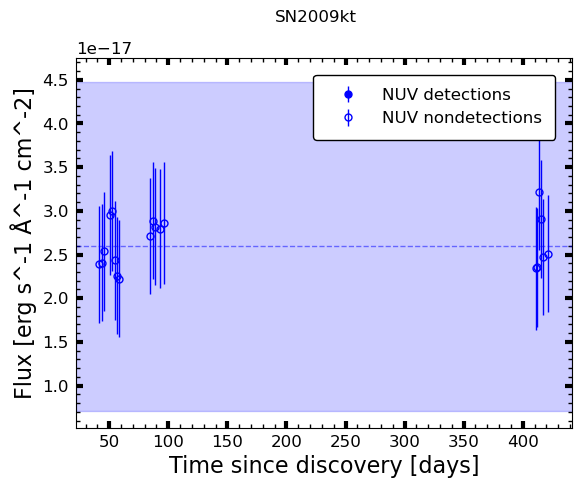 SN2009kt
1e−17
4.5
4.0
3.5
3.0
2.5
2.0
1.5
1.0
Flux [erg s^-1 Å^-1 cm^-2]
NUV detections
NUV nondetections
50 100 150 200 250 300 350 400
Time since discovery [days]